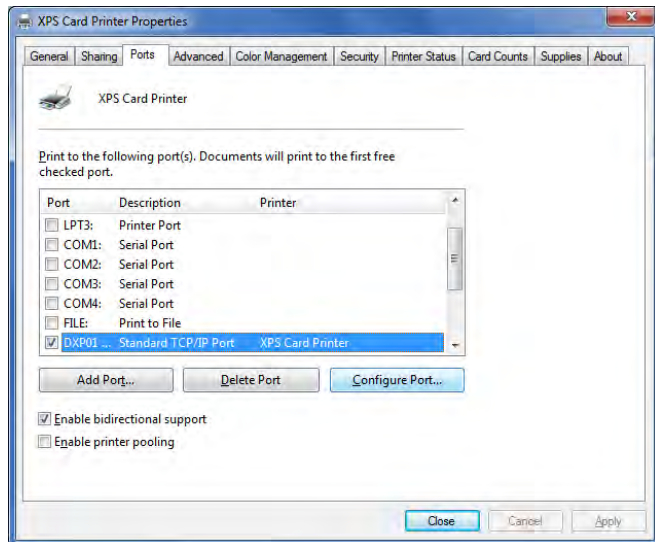 XPS Card Printer Properties
General Sharing Ports Advanced Color Management Security Printer Status Card Counts Supplies About
XPS Card Printer
Print to the following port(s). Documents will print to the first free
checked port.
Port Description Printer
LPT3: Printer Port
COM1: Serial Port
COM2: Serial Port
COM3: Serial Port
COM4: Serial Port
FILE: Print to File
DXP01 ... Standard TCP/IP Port XPS Card Printer
Add Port... Delete Port Configure Port...
Enable bidirectional support
Enable printer pooling
Close Cancel Apply